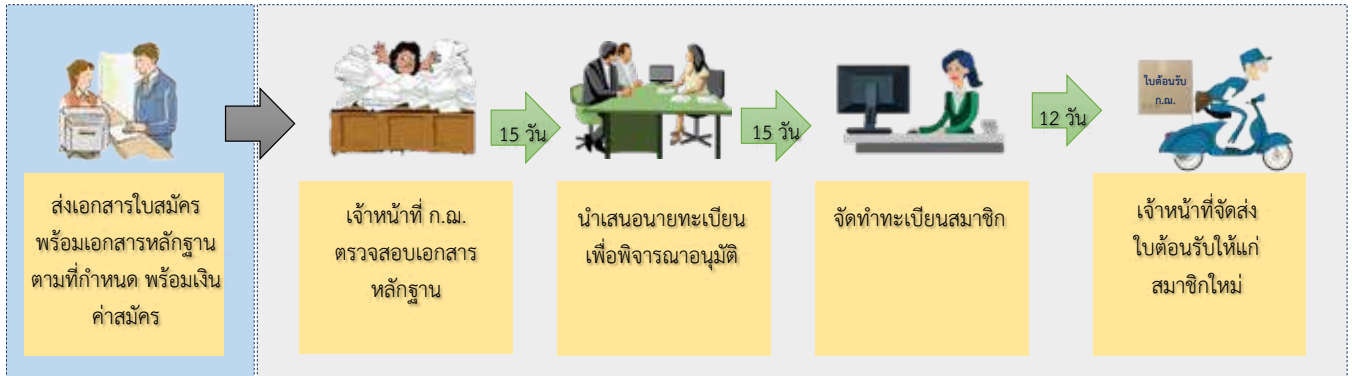 ส่งเอกสารใบสมัคร
พร้อมเอกสารหลักฐาน
ตามที่กำหนด พร้อมเงิน
ค่าสมัคร
เจ้าหน้าที่ ก.ฌ.
ตรวจสอบเอกสาร
หลักฐาน
15 วัน
นำเสนอนายทะเบียน
เพื่อพิจารณาอนุมัติ
15 วัน
จัดทำทะเบียนสมาชิก
12 วัน
ใบต้อนรับ
ก.ฌ.
เจ้าหน้าที่จัดส่ง
ใบต้อนรับให้แก่
สมาชิกใหม่